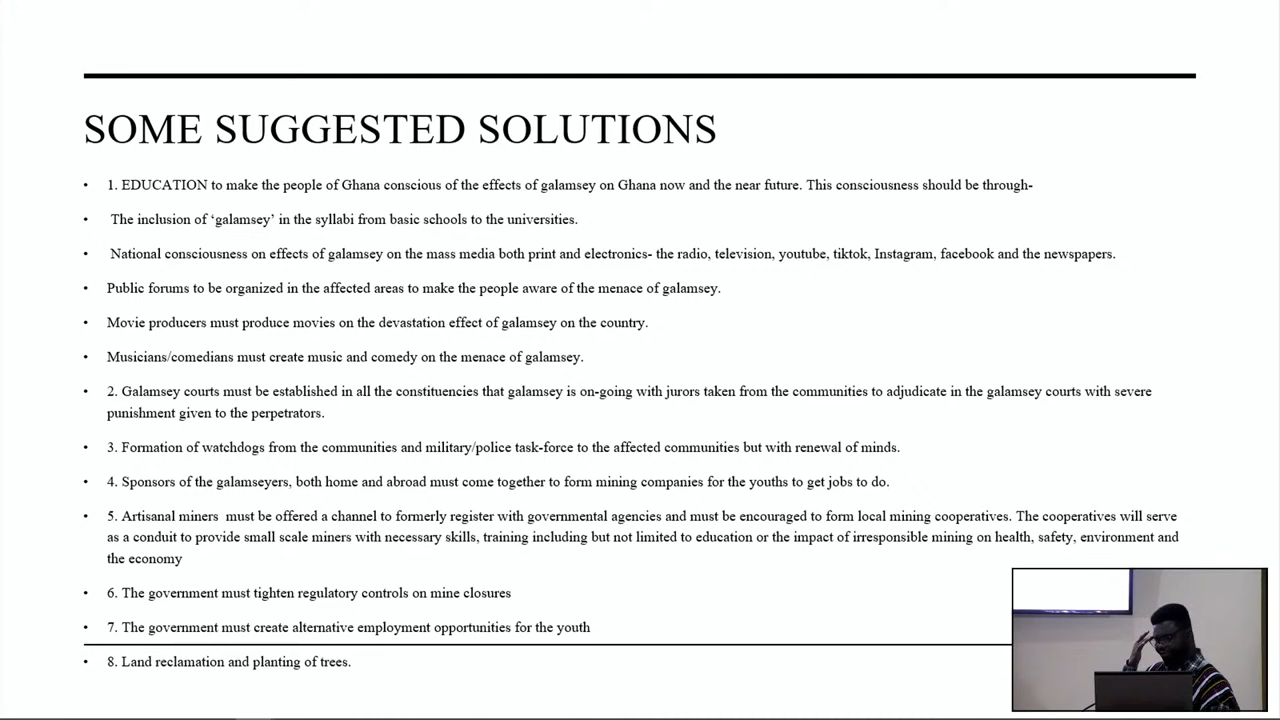 SOME SUGGESTED SOLUTIONS
• 1. EDUCATION to make the people of Ghana conscious of the effects of galamsey on Ghana now and the near future. This consciousness should be through-
• The inclusion of ‘galamsey’ in the syllabi from basic schools to the universities.
• National consciousness on effects of galamsey on the mass media both print and electronics- the radio, television, youtube, tiktok, Instagram, facebook and the newspapers.
• Public forums to be organized in the affected areas to make the people aware of the menace of galamsey.
• Movie producers must produce movies on the devastation effect of galamsey on the country.
• Musicians/comedians must create music and comedy on the menace of galamsey.
• 2. Galamsey courts must be established in all the constituencies that galamsey is on-going with jurors taken from the communities to adjudicate in the galamsey courts with severe
punishment given to the perpetrators.
• 3. Formation of watchdogs from the communities and military/police task-force to the affected communities but with renewal of minds.
• 4. Sponsors of the galamseyers, both home and abroad must come together to form mining companies for the youths to get jobs to do.
• 5. Artisanal miners must be offered a channel to formerly register with governmental agencies and must be encouraged to form local mining cooperatives. The cooperatives will serve
as a conduit to provide small scale miners with necessary skills, training including but not limited to education or the impact of irresponsible mining on health, safety, environment and
the economy
• 6. The government must tighten regulatory controls on mine closures
• 7. The government must create alternative employment opportunities for the youth
• 8. Land reclamation and planting of trees.